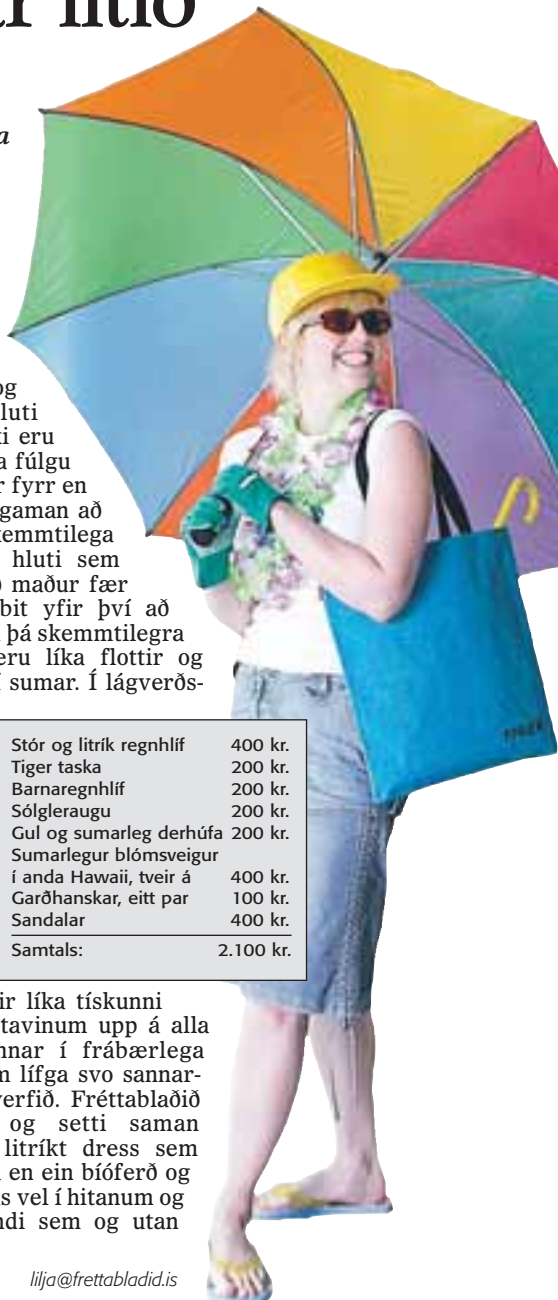 lítið
a
og
luti
i eru
a fúlgu
r fyrr en
gaman að
kemmtilega
hluti sem
maður fær
bit yfir því að
þá skemmtilegra
eru líka flottir og
í sumar. Í lágverðs-
Stór og litrík regnhlíf 400 kr.
Tiger taska 200 kr.
Barnaregnhlíf 200 kr.
Sólgleraugu 200 kr.
Gul og sumarleg derhúfa 200 kr.
Sumarlegur blómsveigur
í anda Hawaii, tveir á 400 kr.
Garðhanskar, eitt par 100 kr.
Sandalar 400 kr.
Samtals: 2.100 kr.
TIGER
ir líka tískunni
tavinum upp á alla
nnar í frábærlega
m lífga svo sannar-
verfið. Fréttablaðið
og setti saman
litríkt dress sem
en ein bíóferð og
s vel í hitanum og
ndi sem og utan
lilja@frettabladid.is